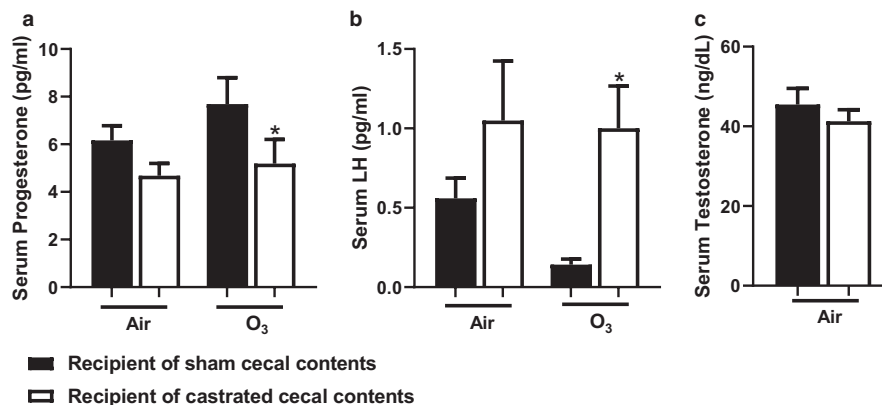 a
Serum Progesterone (pg/ml)
10
8
6
4
2
0
*
Air
O3
b
Serum LH (pg/ml)
1.5
1.0
0.5
0.0
*
Air
O3
c
Serum Testosterone (ng/dL)
60
40
20
0
Air
Recipient of sham cecal contents
Recipient of castrated cecal contents